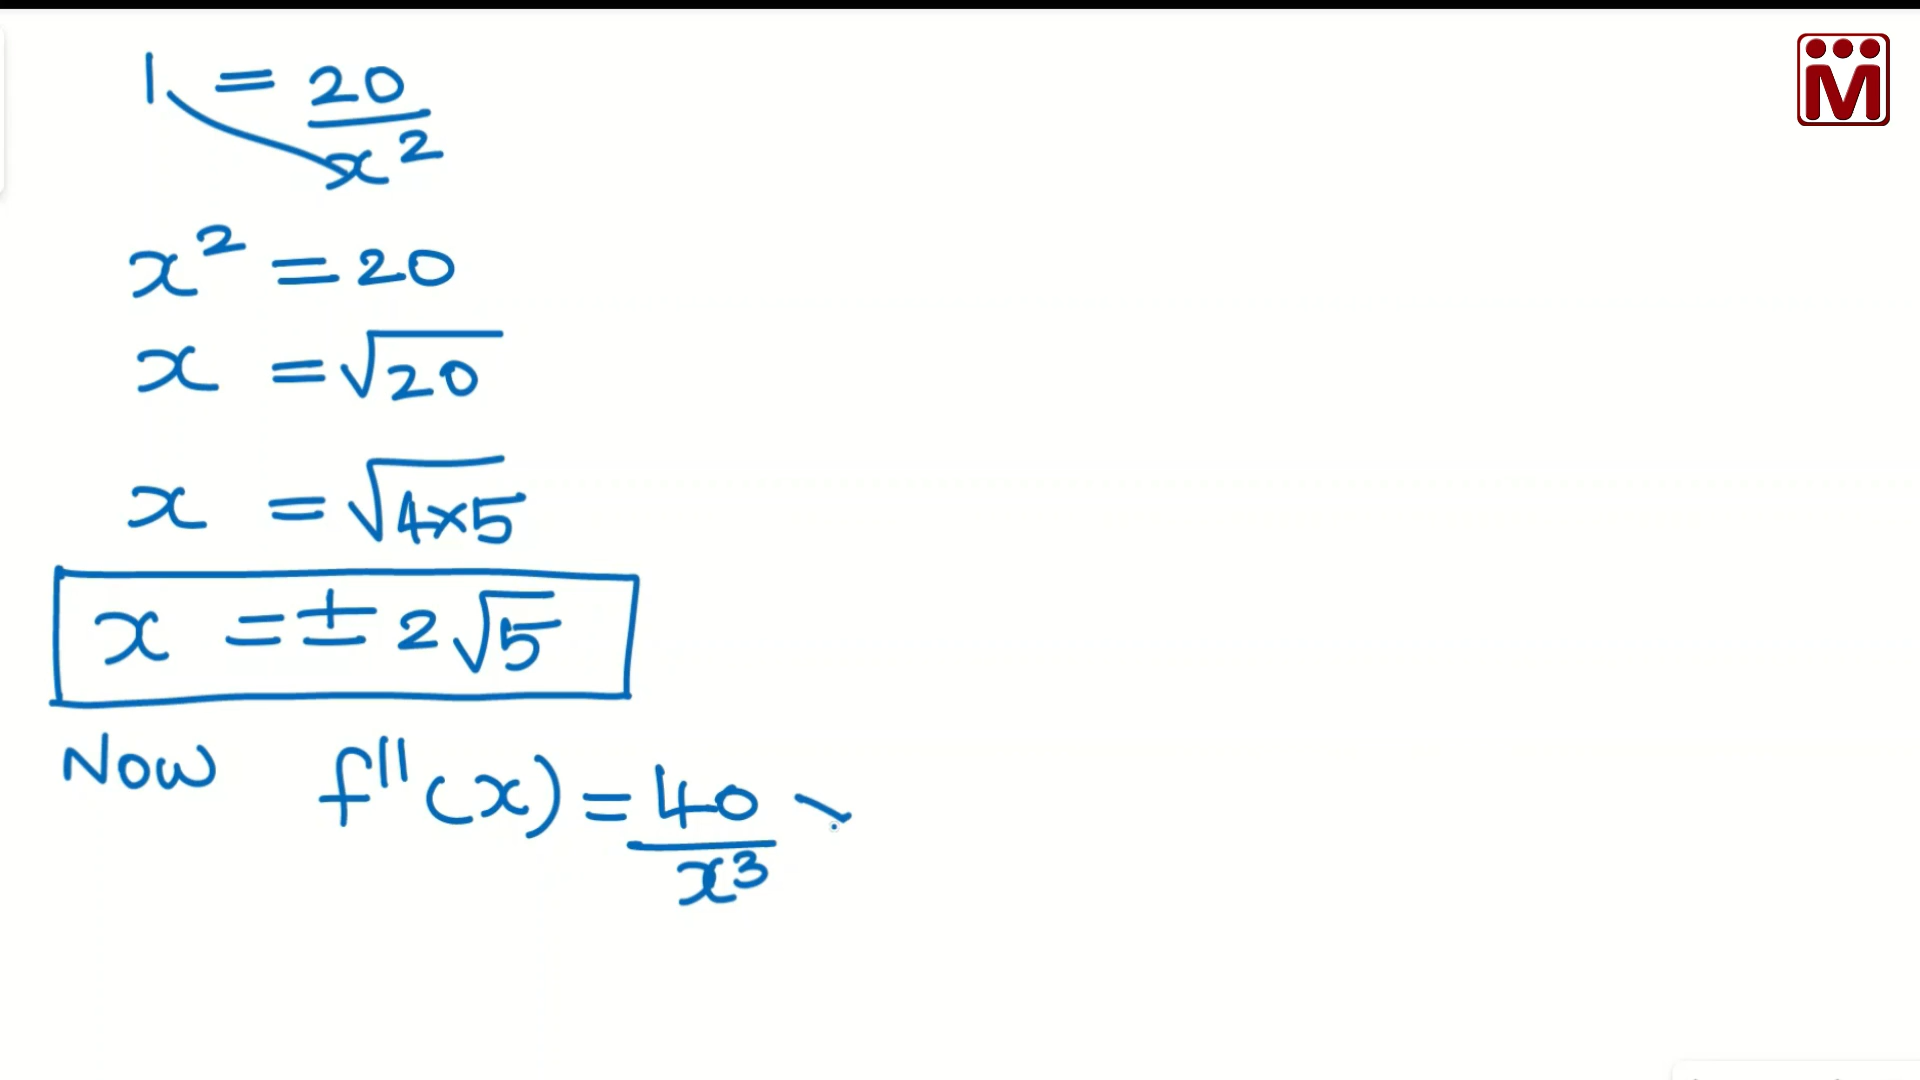 1 = 20/x²
x² = 20
x = √20
x = √4×5
x = ± 2√5
Now f''(x) = 40/x³
M